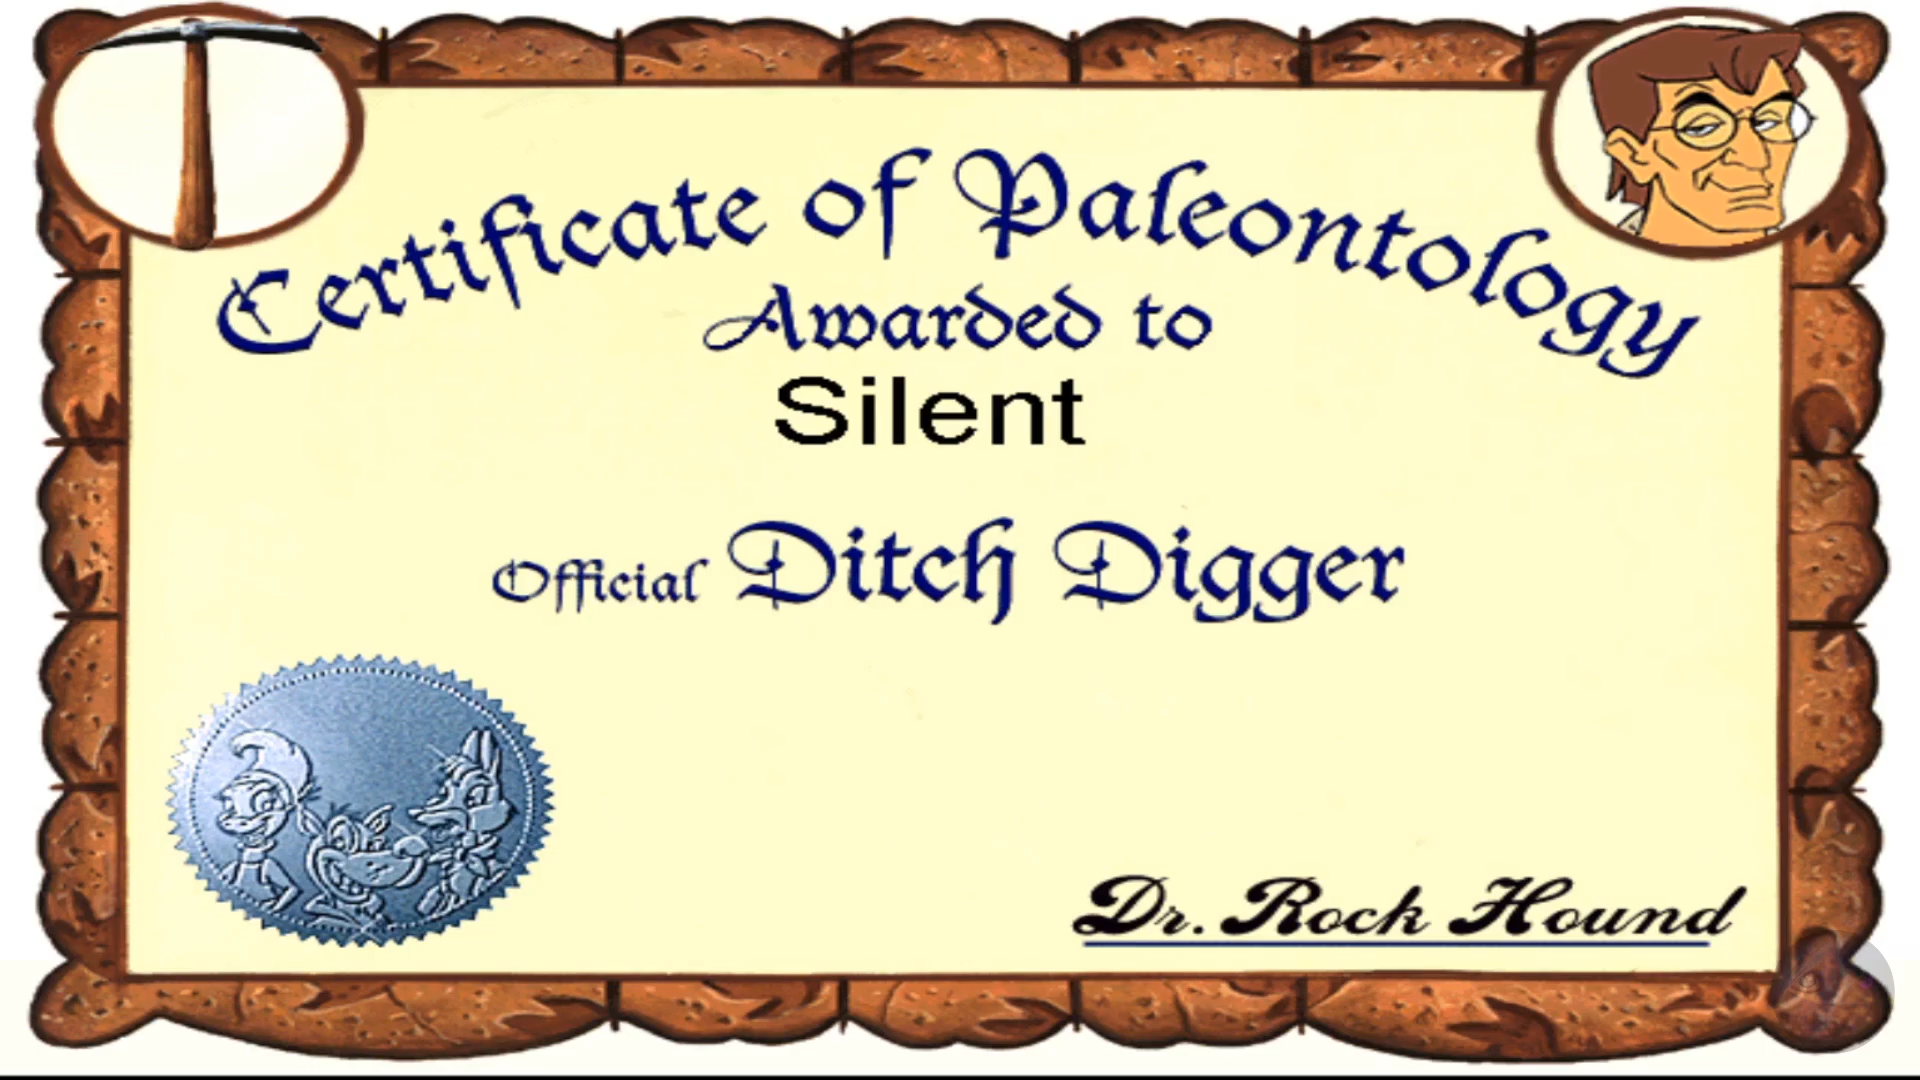 Certificate of Paleontology
Awarded to
Silent
Official Ditch Digger
Dr. Rock Hound